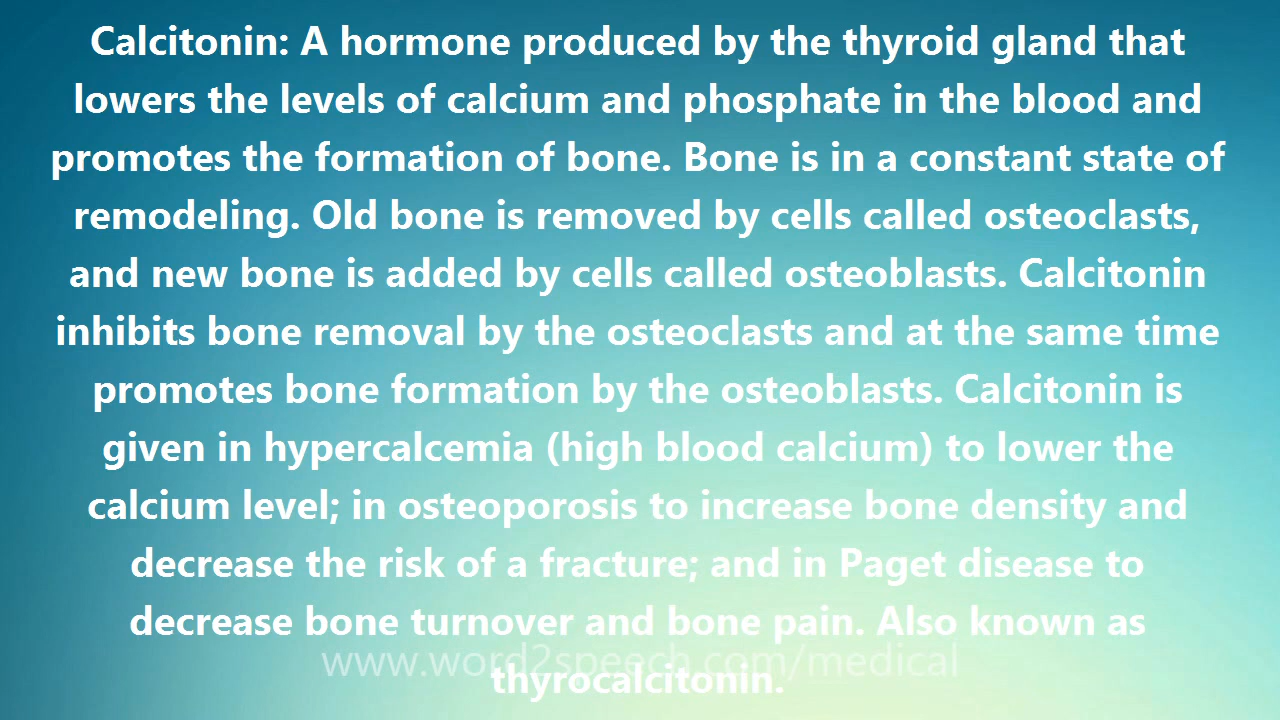 Calcitonin: A hormone produced by the thyroid gland that
lowers the levels of calcium and phosphate in the blood and
promotes the formation of bone. Bone is in a constant state of
remodeling. Old bone is removed by cells called osteoclasts,
and new bone is added by cells called osteoblasts. Calcitonin
inhibits bone removal by the osteoclasts and at the same time
promotes bone formation by the osteoblasts. Calcitonin is
given in hypercalcemia (high blood calcium) to lower the
calcium level; in osteoporosis to increase bone density and
decrease the risk of a fracture; and in Paget disease to
decrease bone turnover and bone pain. Also known as
www.word2speech.com/medical
thyrocalcitonin.